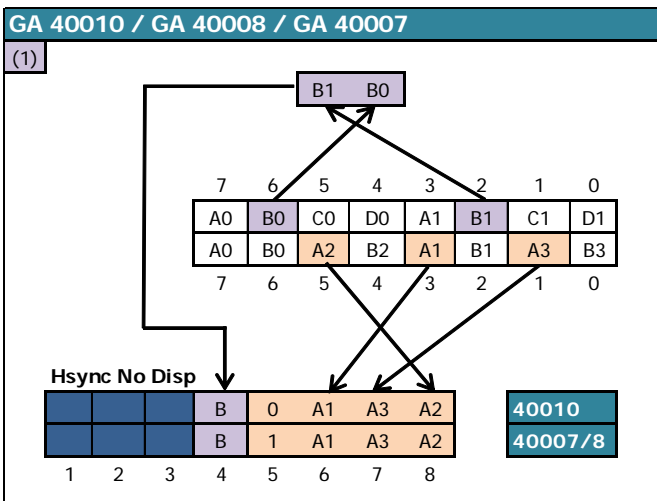 GA 40010 / GA 40008 / GA 40007
(1)
B1 B0
7 6 5 4 3 2 1 0
A0 B0 C0 D0 A1 B1 C1 D1
A0 B0 A2 B2 A1 B1 A3 B3
7 6 5 4 3 2 1 0
Hsync No Disp
B 0 A1 A3 A2 40010
B 1 A1 A3 A2 40007/8
1 2 3 4 5 6 7 8